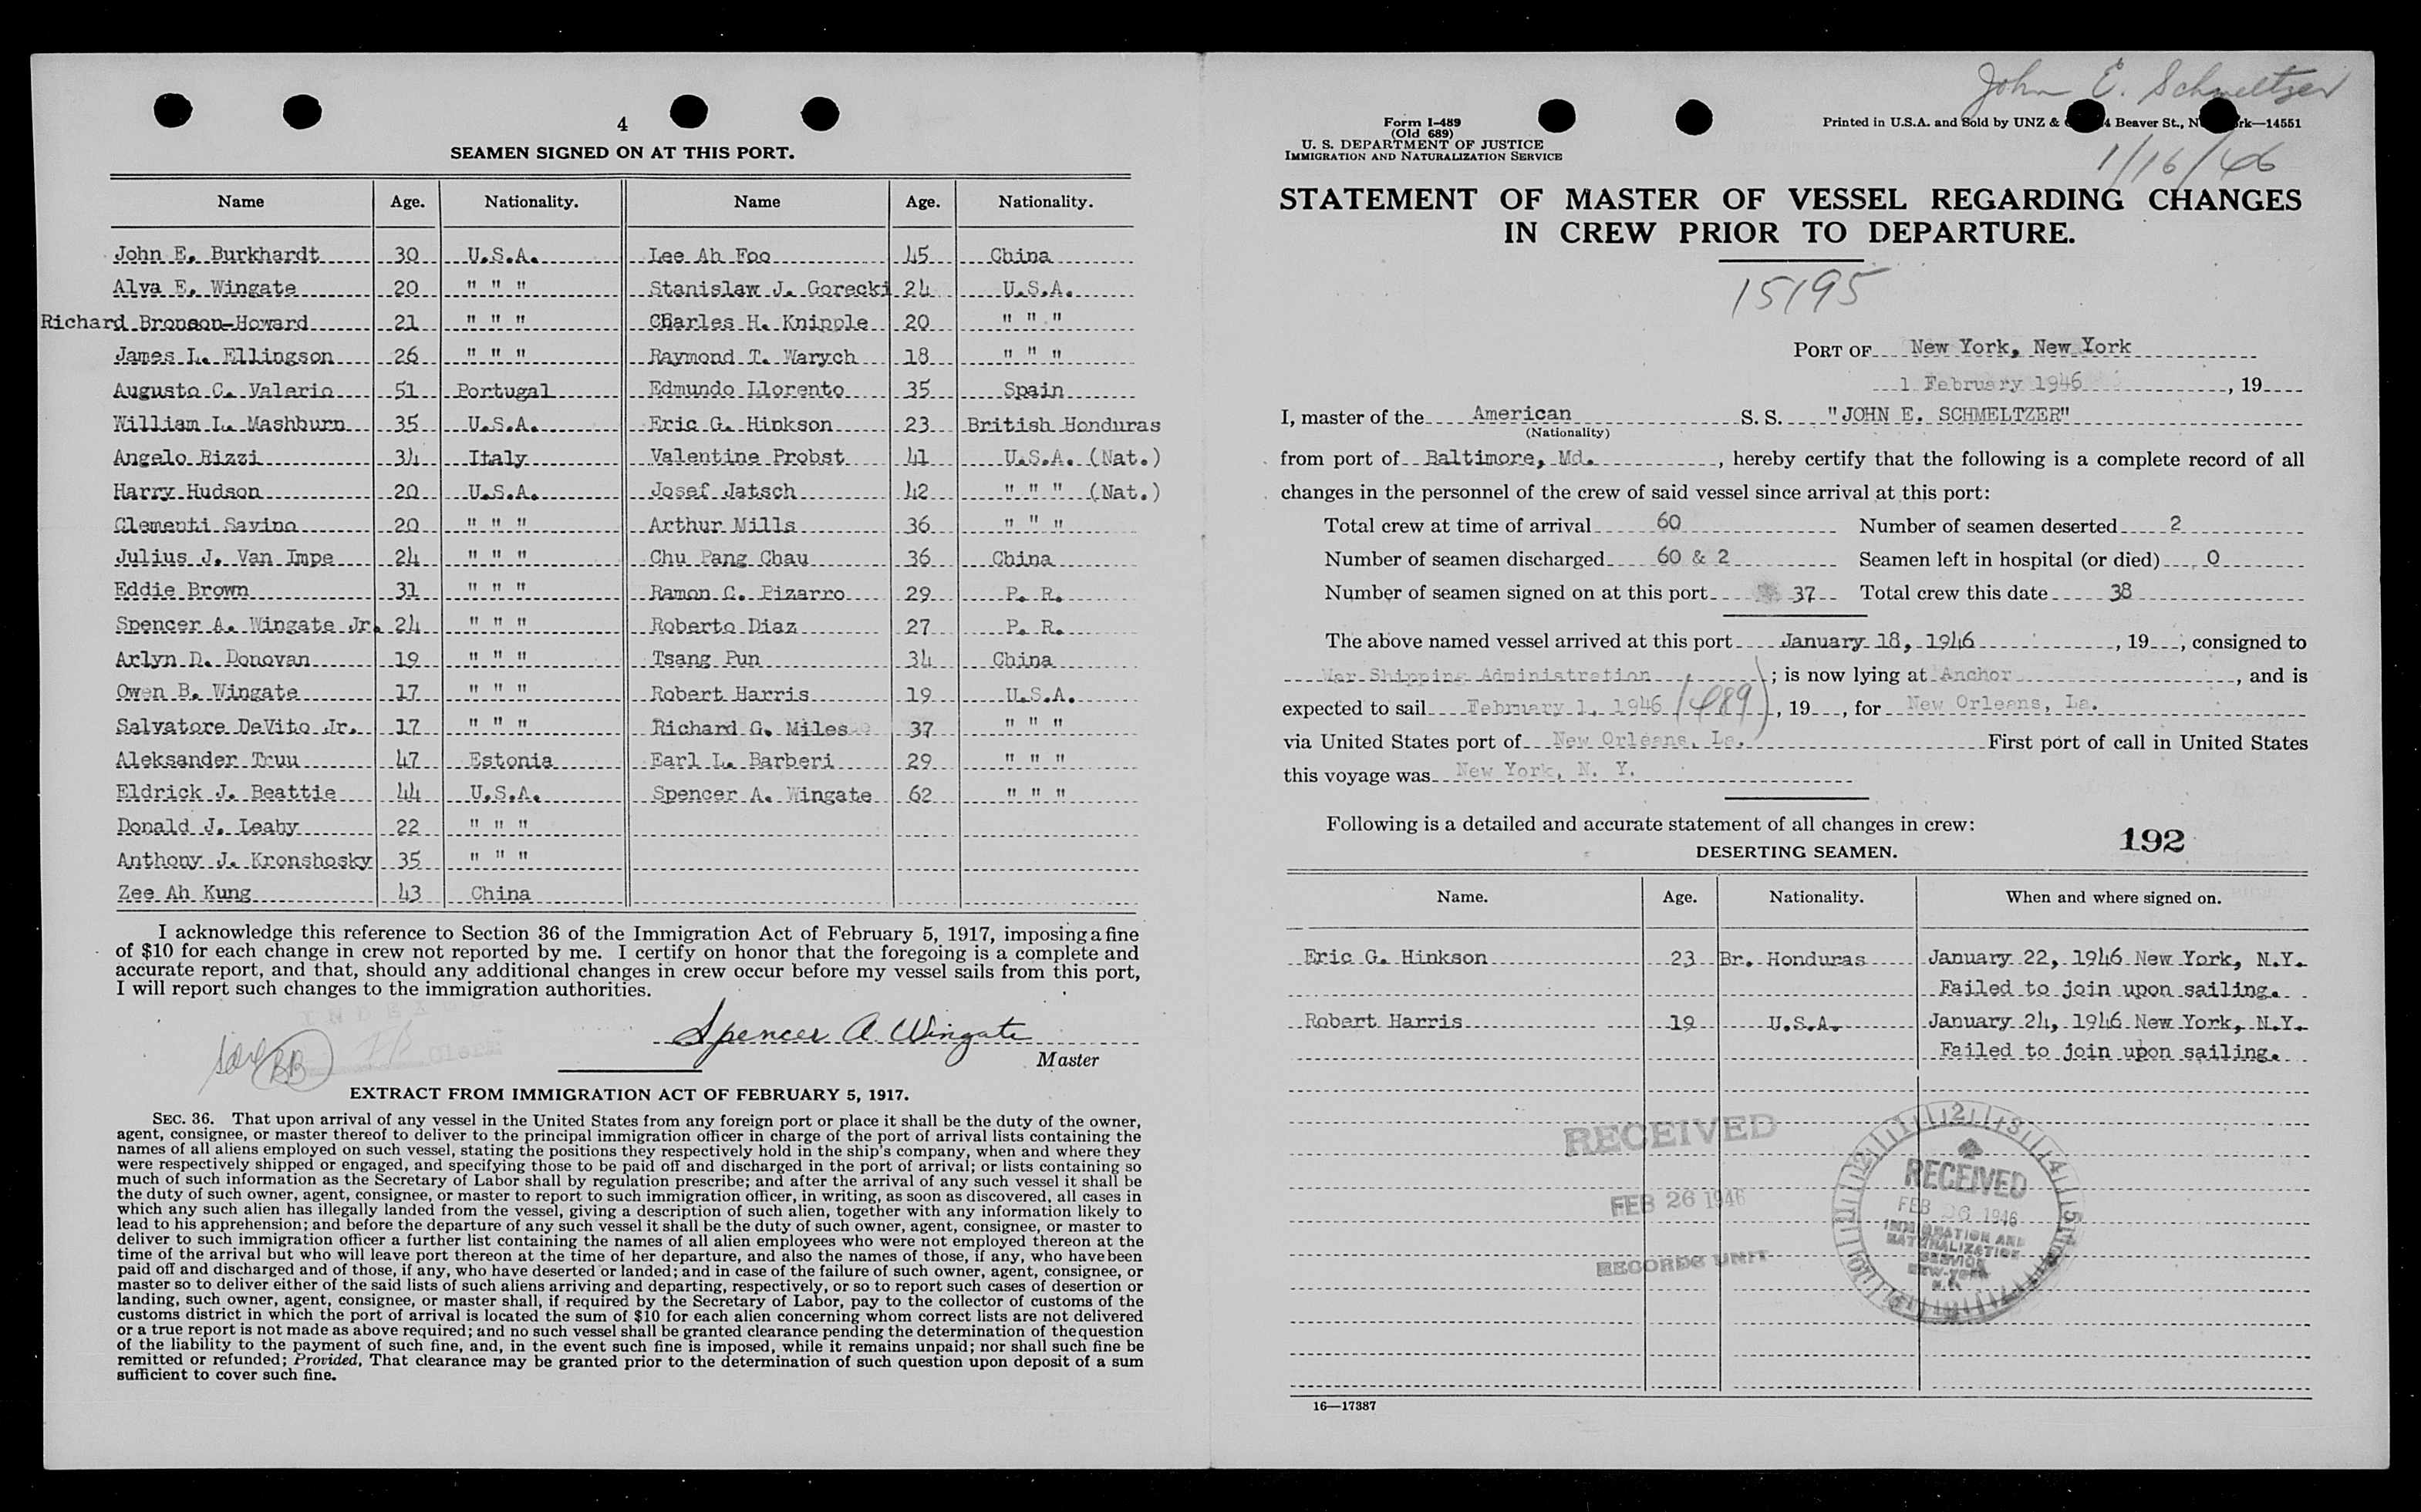 4
SEAMEN SIGNED ON AT THIS PORT.
Name Age. Nationality. Name Age. Nationality.
John E. Burkhardt 30 U.S.A. Lee Ah Foo 45 China
Alva E. Wingate 20 " " " Stanislaw J. Gorecki 24 U.S.A.
Richard Bronson-Howard 21 " " " Charles H. Knipple 20 " " "
James L. Ellingson 26 " " " Raymond T. Warych 18 " " "
Augusto C. Valerio 51 Portugal Edmundo Llorento 35 Spain
William L. Mashburn 35 U.S.A. Eric G. Hinkson 23 British Honduras
Angelo Rizzi 34 Italy Valentine Probst 41 U.S.A. (Nat.)
Harry Hudson 20 U.S.A. Josef Jatsch 42 " " " (Nat.)
Clementi Savino 20 " " " Arthur Mills 36 " " "
Julius J. Van Impe 24 " " " Chu Pang Chau 36 China
Eddie Brown 31 " " " Ramon C. Pizarro 29 P. R.
Spencer A. Wingate Jr. 24 " " " Roberto Diaz 27 P. R.
Arlyn D. Donovan 19 " " " Tsang Pun 34 China
Owen B. Wingate 17 " " " Robert Harris 19 U.S.A.
Salvatore DeVito Jr. 17 " " " Richard G. Miles 37 " " "
Aleksander Truu 47 Estonia Earl L. Barberi 29 " " "
Eldrick J. Beattie 44 U.S.A. Spencer A. Wingate 62 " " "
Donald J. Leahy 22 " " "
Anthony J. Kronshosky 35 " " "
Zee Ah Kung 43 China
I acknowledge this reference to Section 36 of the Immigration Act of February 5, 1917, imposing a fine
of $10 for each change in crew not reported by me. I certify on honor that the foregoing is a complete and
accurate report, and that, should any additional changes in crew occur before my vessel sails from this port,
I will report such changes to the immigration authorities.
Spencer A. Wingate
Clerk
BB
Master
EXTRACT FROM IMMIGRATION ACT OF FEBRUARY 5, 1917.
SEC. 36. That upon arrival of any vessel in the United States from any foreign port or place it shall be the duty of the owner,
agent, consignee, or master thereof to deliver to the principal immigration officer in charge of the port of arrival lists containing the
names of all aliens employed on such vessel, stating the positions they respectively hold in the ship's company, when and where they
were respectively shipped or engaged, and specifying those to be paid off and discharged in the port of arrival; or lists containing so
much of such information as the Secretary of Labor shall by regulation prescribe; and after the arrival of any such vessel it shall be
the duty of such owner, agent, consignee, or master to report to such immigration officer, in writing, as soon as discovered, all cases in
which any such alien has illegally landed from the vessel, giving a description of such alien, together with any information likely to
lead to his apprehension; and before the departure of any such vessel it shall be the duty of such owner, agent, consignee, or master to
deliver to such immigration officer a further list containing the names of all alien employees who were not employed thereon at the
time of the arrival but who will leave port thereon at the time of her departure, and also the names of those, if any, who have been
paid off and discharged and of those, if any, who have deserted or landed; and in case of the failure of such owner, agent, consignee, or
master so to deliver either of the said lists of such aliens arriving and departing, respectively, or so to report such cases of desertion or
landing, such owner, agent, consignee, or master shall, if required by the Secretary of Labor, pay to the collector of customs of the
customs district in which the port of arrival is located the sum of $10 for each alien concerning whom correct lists are not delivered
or a true report is not made as above required; and no such vessel shall be granted clearance pending the determination of the question
of the liability to the payment of such fine, and, in the event such fine is imposed, while it remains unpaid; nor shall such fine be
remitted or refunded; Provided, That clearance may be granted prior to the determination of such question upon deposit of a sum
sufficient to cover such fine.
John E. Schmeltzer
1/16/46
Form I-489
(Old 689)
U. S. DEPARTMENT OF JUSTICE
IMMIGRATION AND NATURALIZATION SERVICE
Printed in U.S.A. and Sold by UNZ & Beaver St., —14551
STATEMENT OF MASTER OF VESSEL REGARDING CHANGES
IN CREW PRIOR TO DEPARTURE.
15195
PORT OF New York, New York
1 February 1946, 19
I, master of the American S. S. "JOHN E. SCHMELTZER"
(Nationality)
from port of Baltimore, Md., hereby certify that the following is a complete record of all
changes in the personnel of the crew of said vessel since arrival at this port:
Total crew at time of arrival 60 Number of seamen deserted 2
Number of seamen discharged 60 & 2 Seamen left in hospital (or died) 0
Number of seamen signed on at this port 37 Total crew this date 38
The above named vessel arrived at this port January 18, 1946, 19, consigned to
War Shipping Administration; is now lying at Anchor, and is
expected to sail February 1, 1946 (489), 19, for New Orleans, La.
via United States port of New Orleans, La. First port of call in United States
this voyage was New York, N. Y.
Following is a detailed and accurate statement of all changes in crew:
192
DESERTING SEAMEN.
Name. Age. Nationality. When and where signed on.
Eric G. Hinkson 23 Br. Honduras January 22, 1946 New York, N.Y.
Failed to join upon sailing.
Robert Harris 19 U.S.A. January 24, 1946 New York, N.Y.
Failed to join upon sailing.
RECEIVED
FEB 26 1946
RECORDS UNIT
RECEIVED
FEB 26 1946
IMMIGRATION AND
NATURALIZATION
SERVICE
NEW-YORK
N.Y.
16—17387